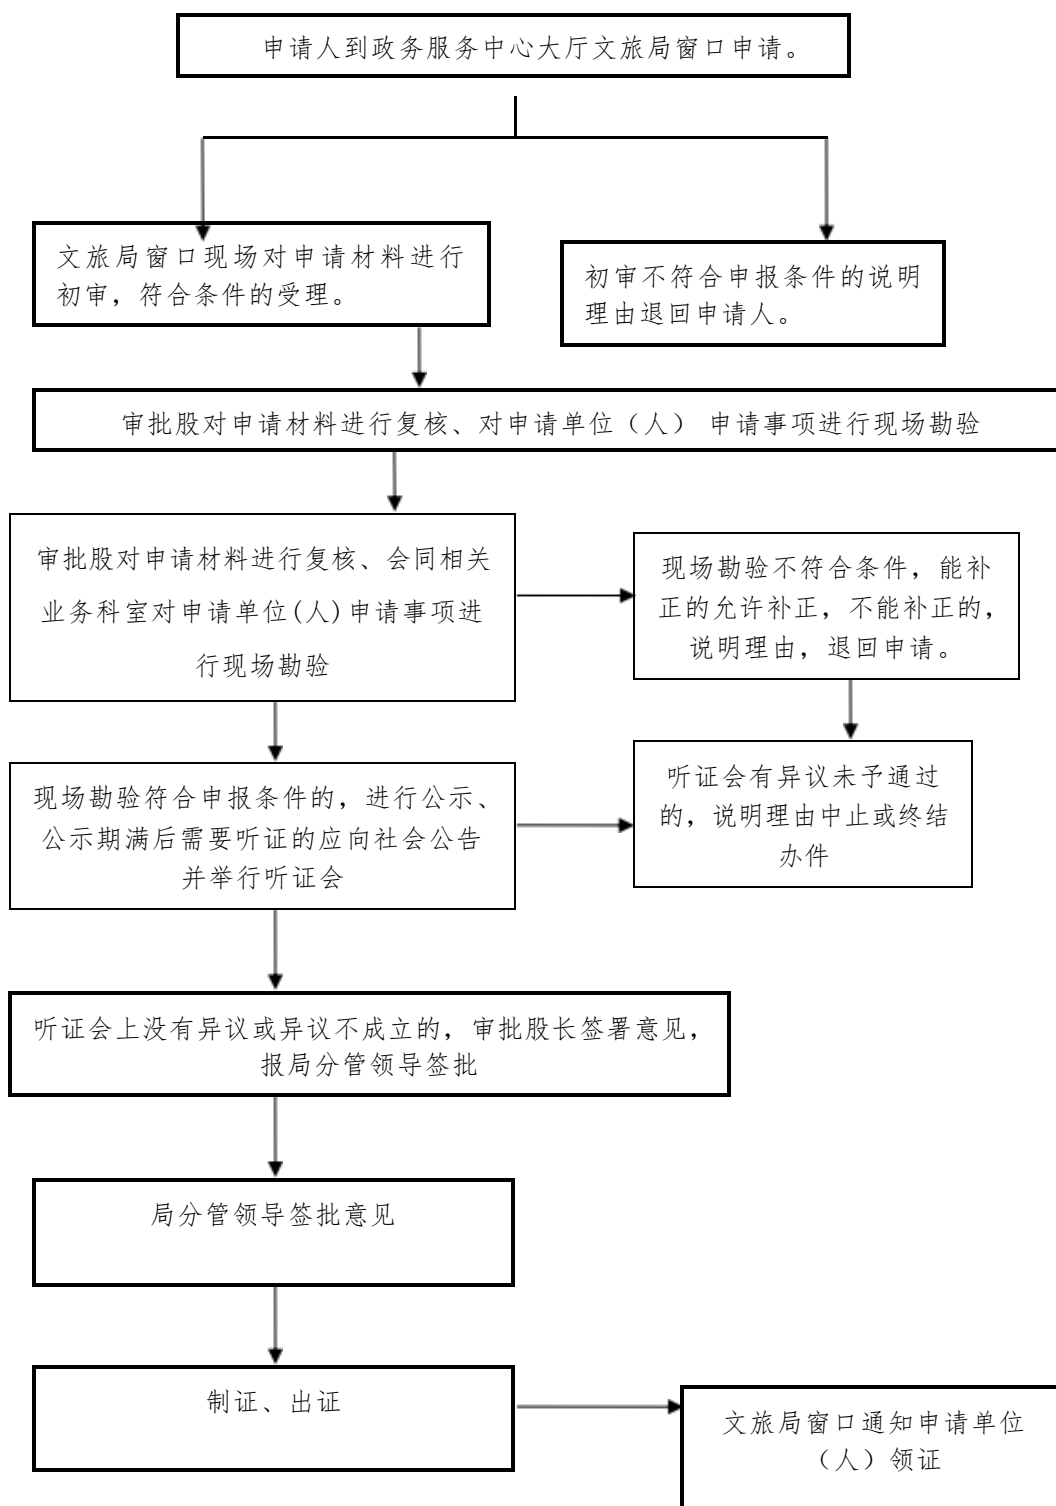 申请人到政务服务中心大厅文旅局窗口申请。
文旅局窗口现场对申请材料进行
初审，符合条件的受理。
初审不符合申报条件的说明
理由退回申请人。
审批股对申请材料进行复核、对申请单位（人） 申请事项进行现场勘验
审批股对申请材料进行复核、会同相关
业务科室对申请单位(人)申请事项进
行现场勘验
现场勘验不符合条件，能补
正的允许补正，不能补正的，
说明理由，退回申请。
现场勘验符合申报条件的，进行公示、
公示期满后需要听证的应向社会公告
并举行听证会
听证会有异议未予通过
的，说明理由中止或终结
办件
听证会上没有异议或异议不成立的，审批股长签署意见，
报局分管领导签批
局分管领导签批意见
制证、出证
文旅局窗口通知申请单位
（人）领证